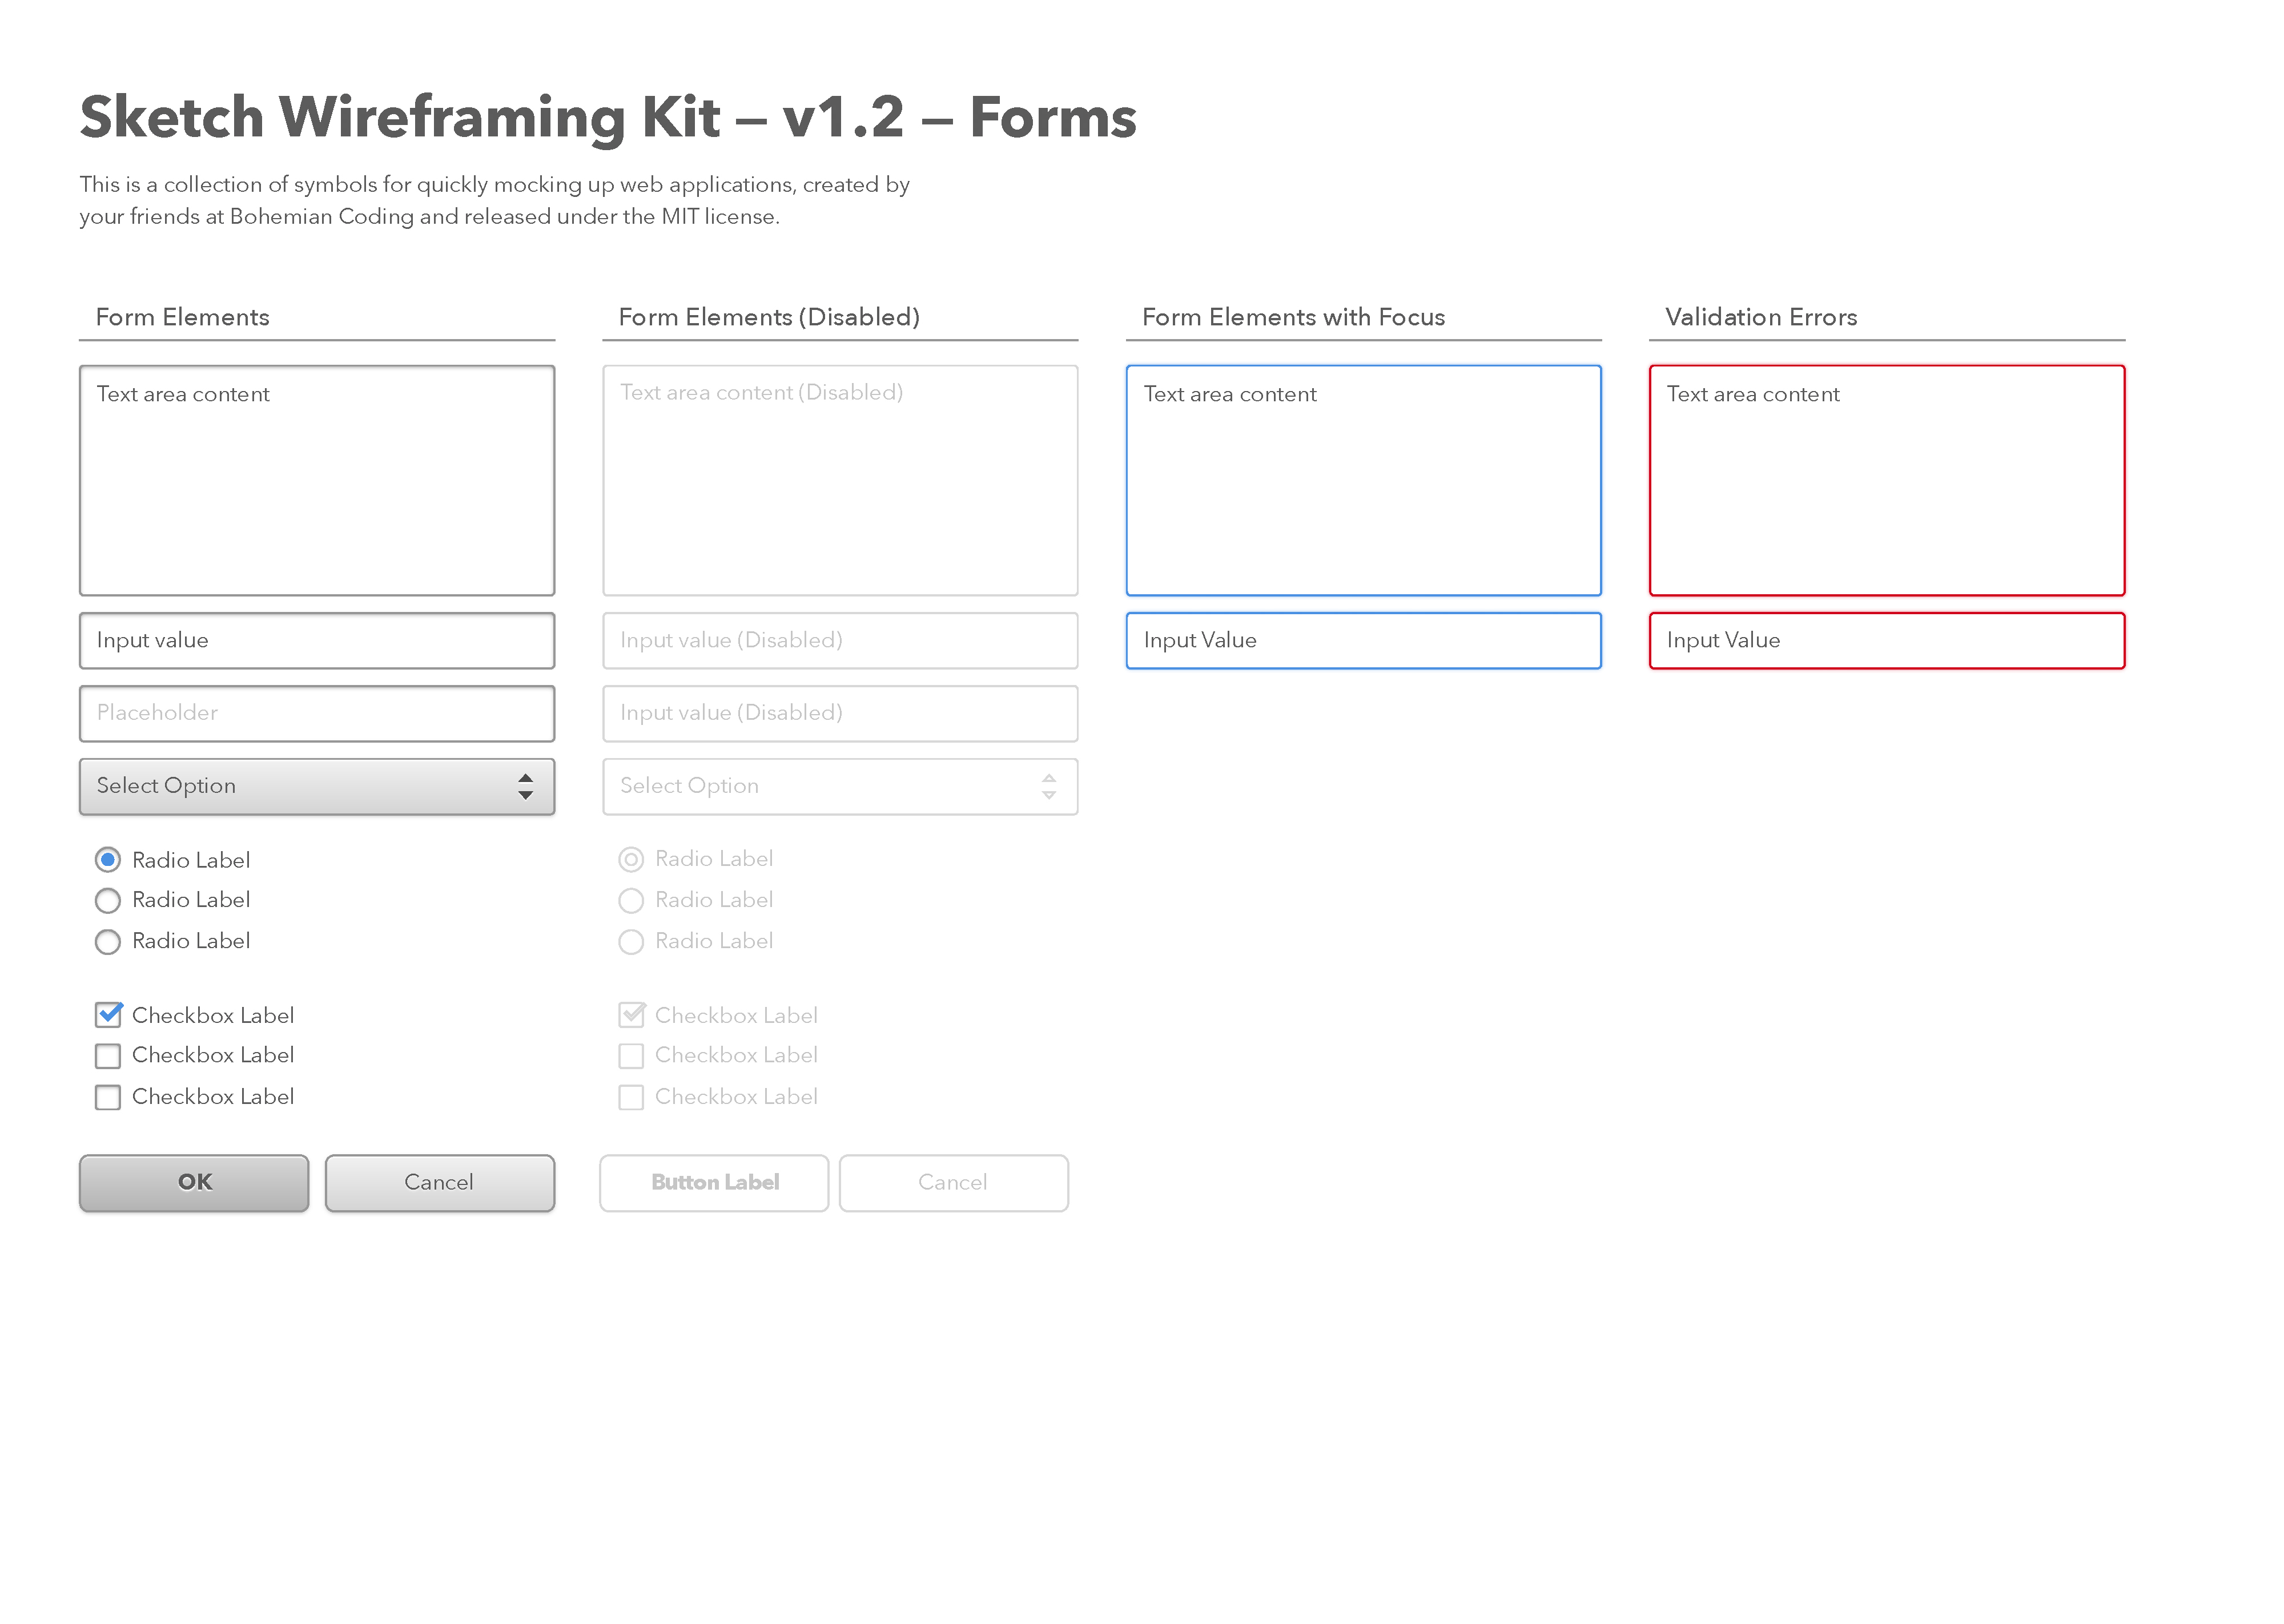 Sketch Wireframing Kit – v1.2 – Forms
This is a collection of symbols for quickly mocking up web applications, created by
your friends at Bohemian Coding and released under the MIT license.
Form Elements
Text area content
Input value
Placeholder
Select Option
Radio Label
Radio Label
Radio Label
Checkbox Label
Checkbox Label
Checkbox Label
OK
Cancel
Form Elements (Disabled)
Text area content (Disabled)
Input value (Disabled)
Input value (Disabled)
Select Option
Radio Label
Radio Label
Radio Label
Checkbox Label
Checkbox Label
Checkbox Label
Button Label
Cancel
Form Elements with Focus
Text area content
Input Value
Validation Errors
Text area content
Input Value